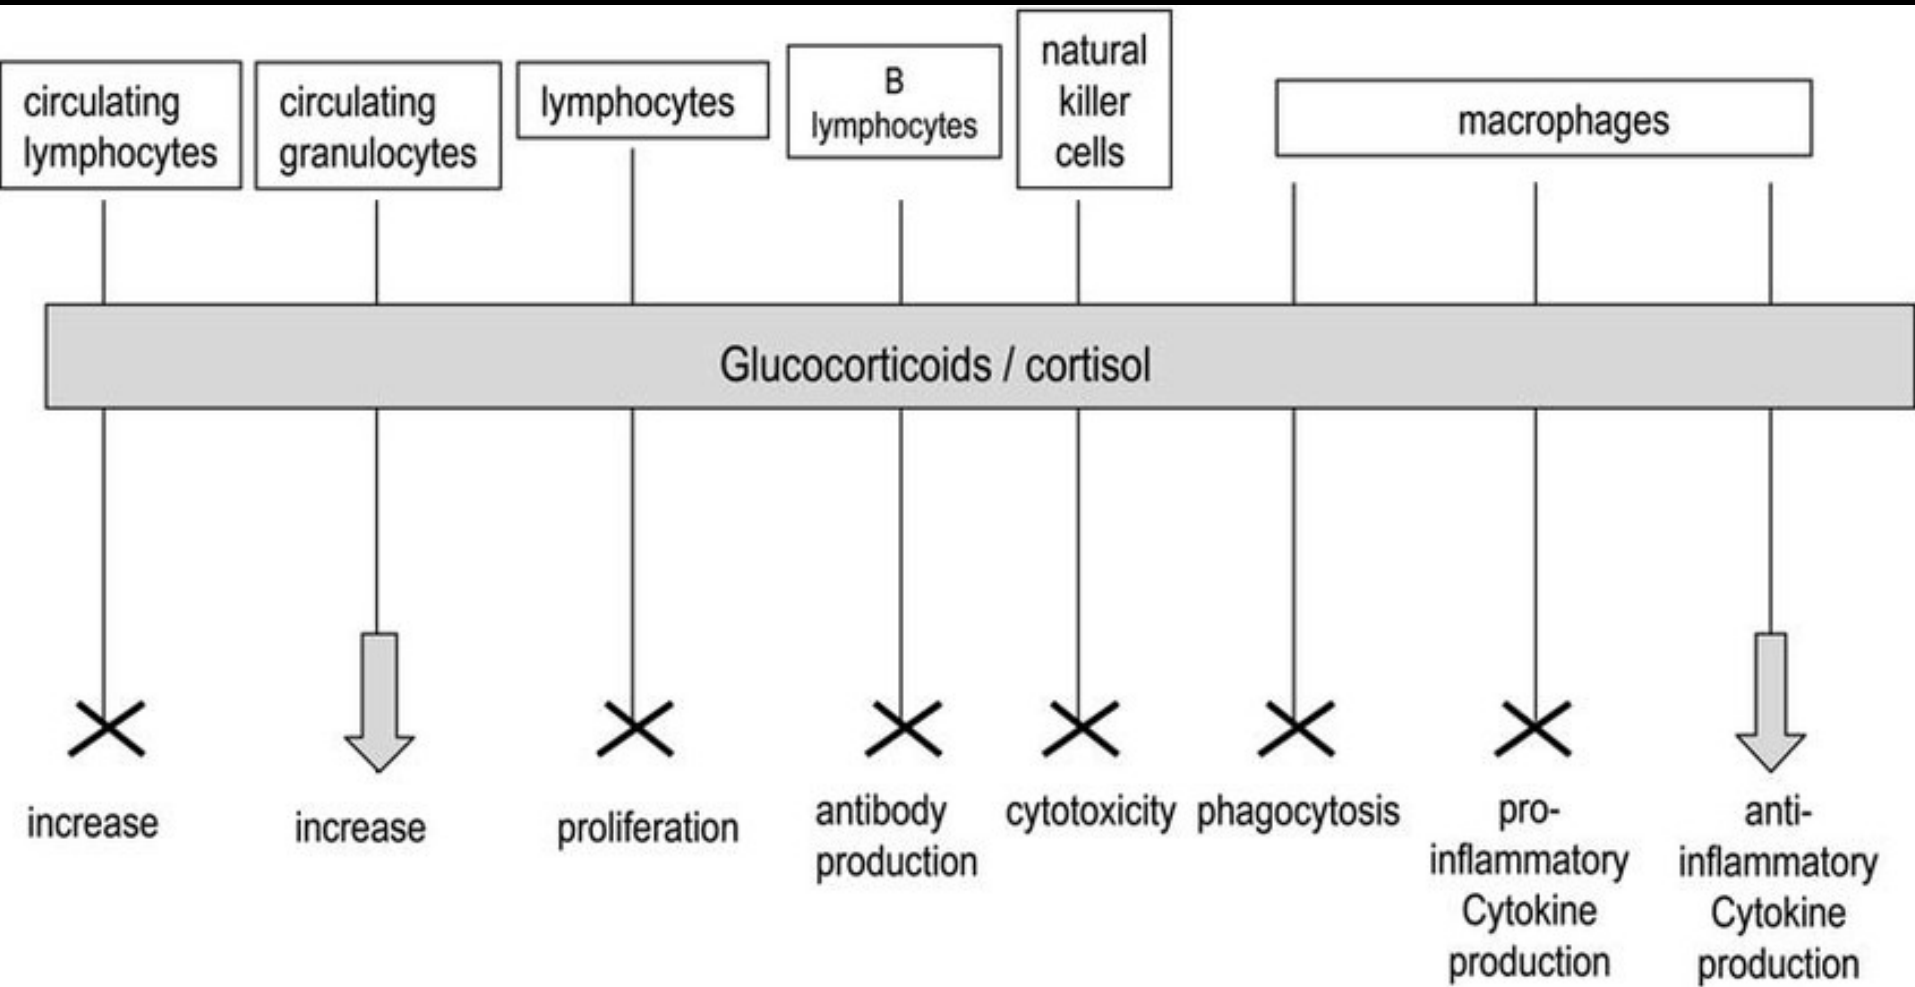 circulating
lymphocytes
circulating
granulocytes
lymphocytes
B
lymphocytes
natural
killer
cells
macrophages
Glucocorticoids / cortisol
increase
increase
proliferation
antibody
production
cytotoxicity
phagocytosis
pro-
inflammatory
Cytokine
production
anti-
inflammatory
Cytokine
production